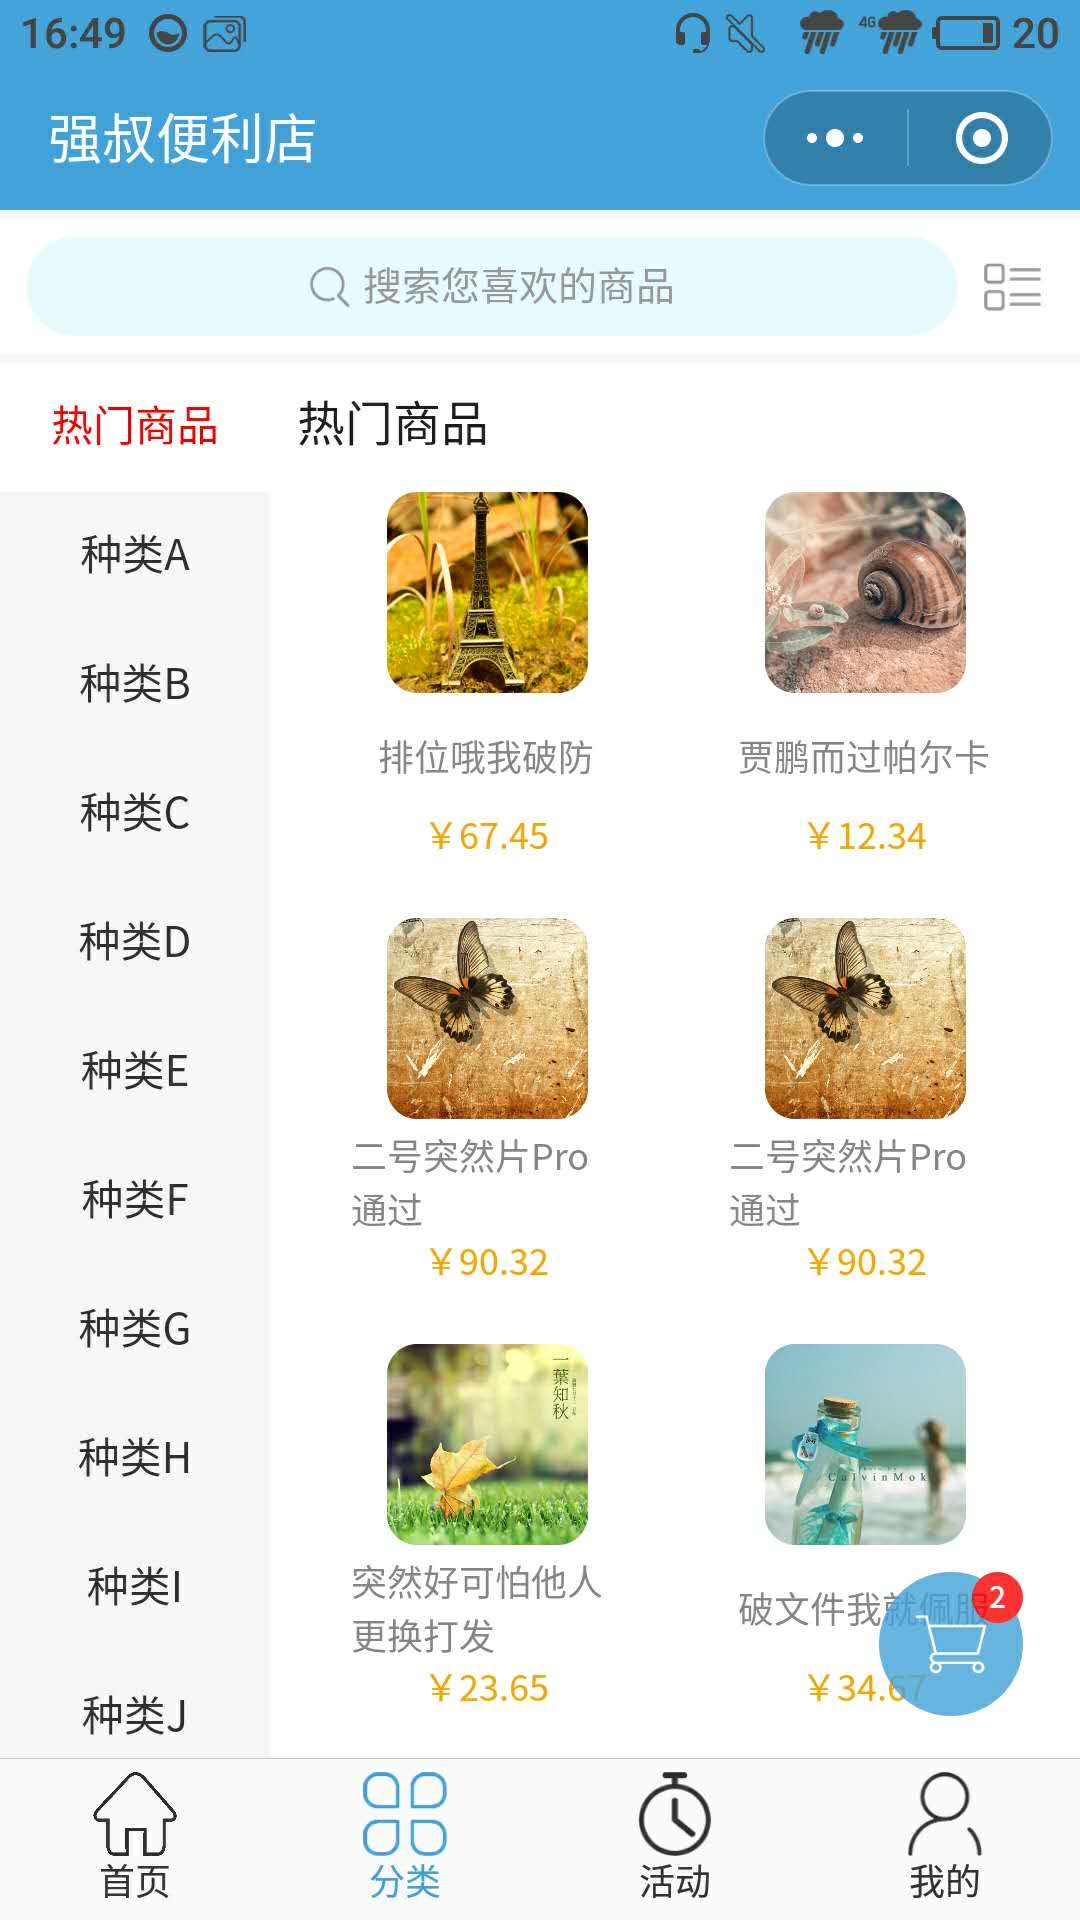 16:49
4G
20
强叔便利店
搜索您喜欢的商品
热门商品
热门商品
种类A
种类B
种类C
种类D
种类E
种类F
种类G
种类H
种类I
种类J
排位哦我破防
贾鹏而过帕尔卡
￥67.45
￥12.34
二号突然片Pro
通过
二号突然片Pro
通过
￥90.32
￥90.32
一葉知秋
CalvinMok
突然好可怕他人
更换打发
破文件我就佩服
￥23.65
￥34.67
2
首页
分类
活动
我的